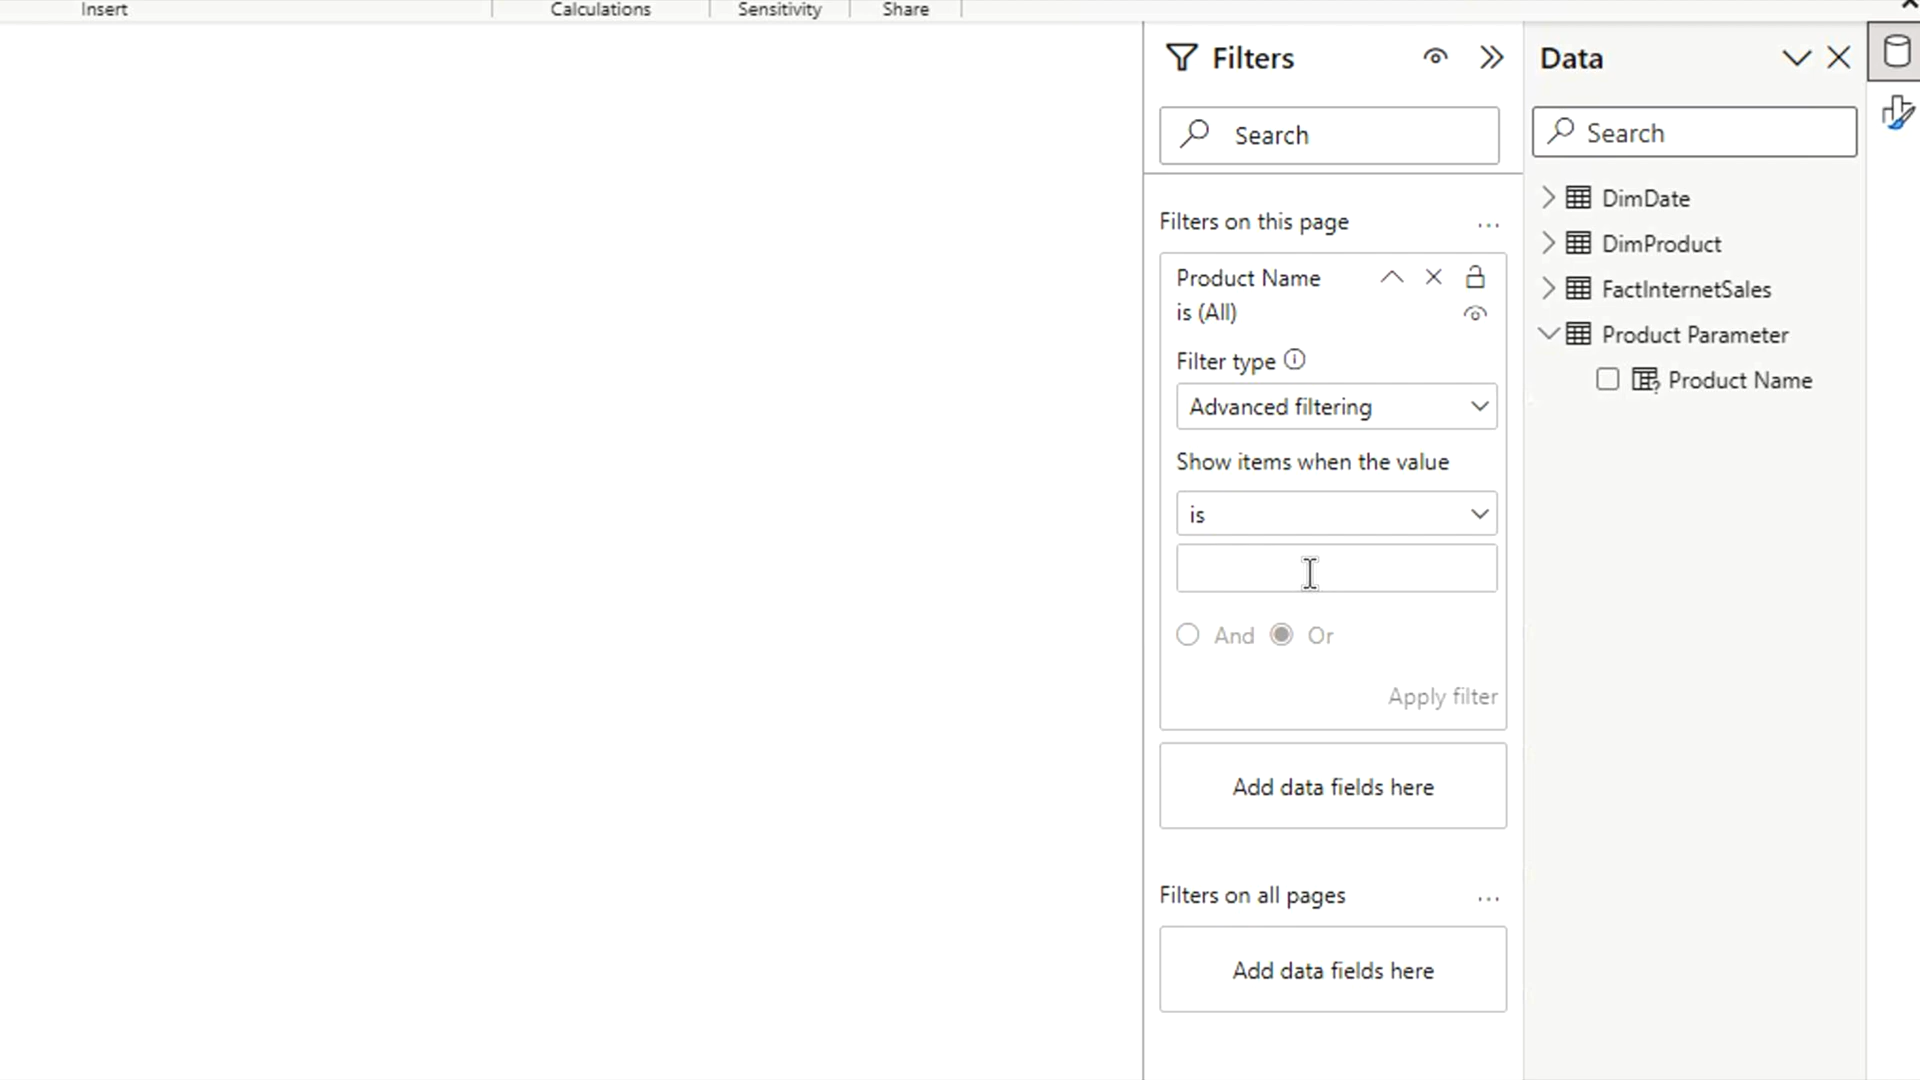 Insert
Calculations
Sensitivity
Share
Filters
Search
Filters on this page
...
Product Name
is (All)
Filter type
Advanced filtering
Show items when the value
is
And
Or
Apply filter
Add data fields here
Filters on all pages
...
Add data fields here
Data
Search
DimDate
DimProduct
FactInternetSales
Product Parameter
Product Name